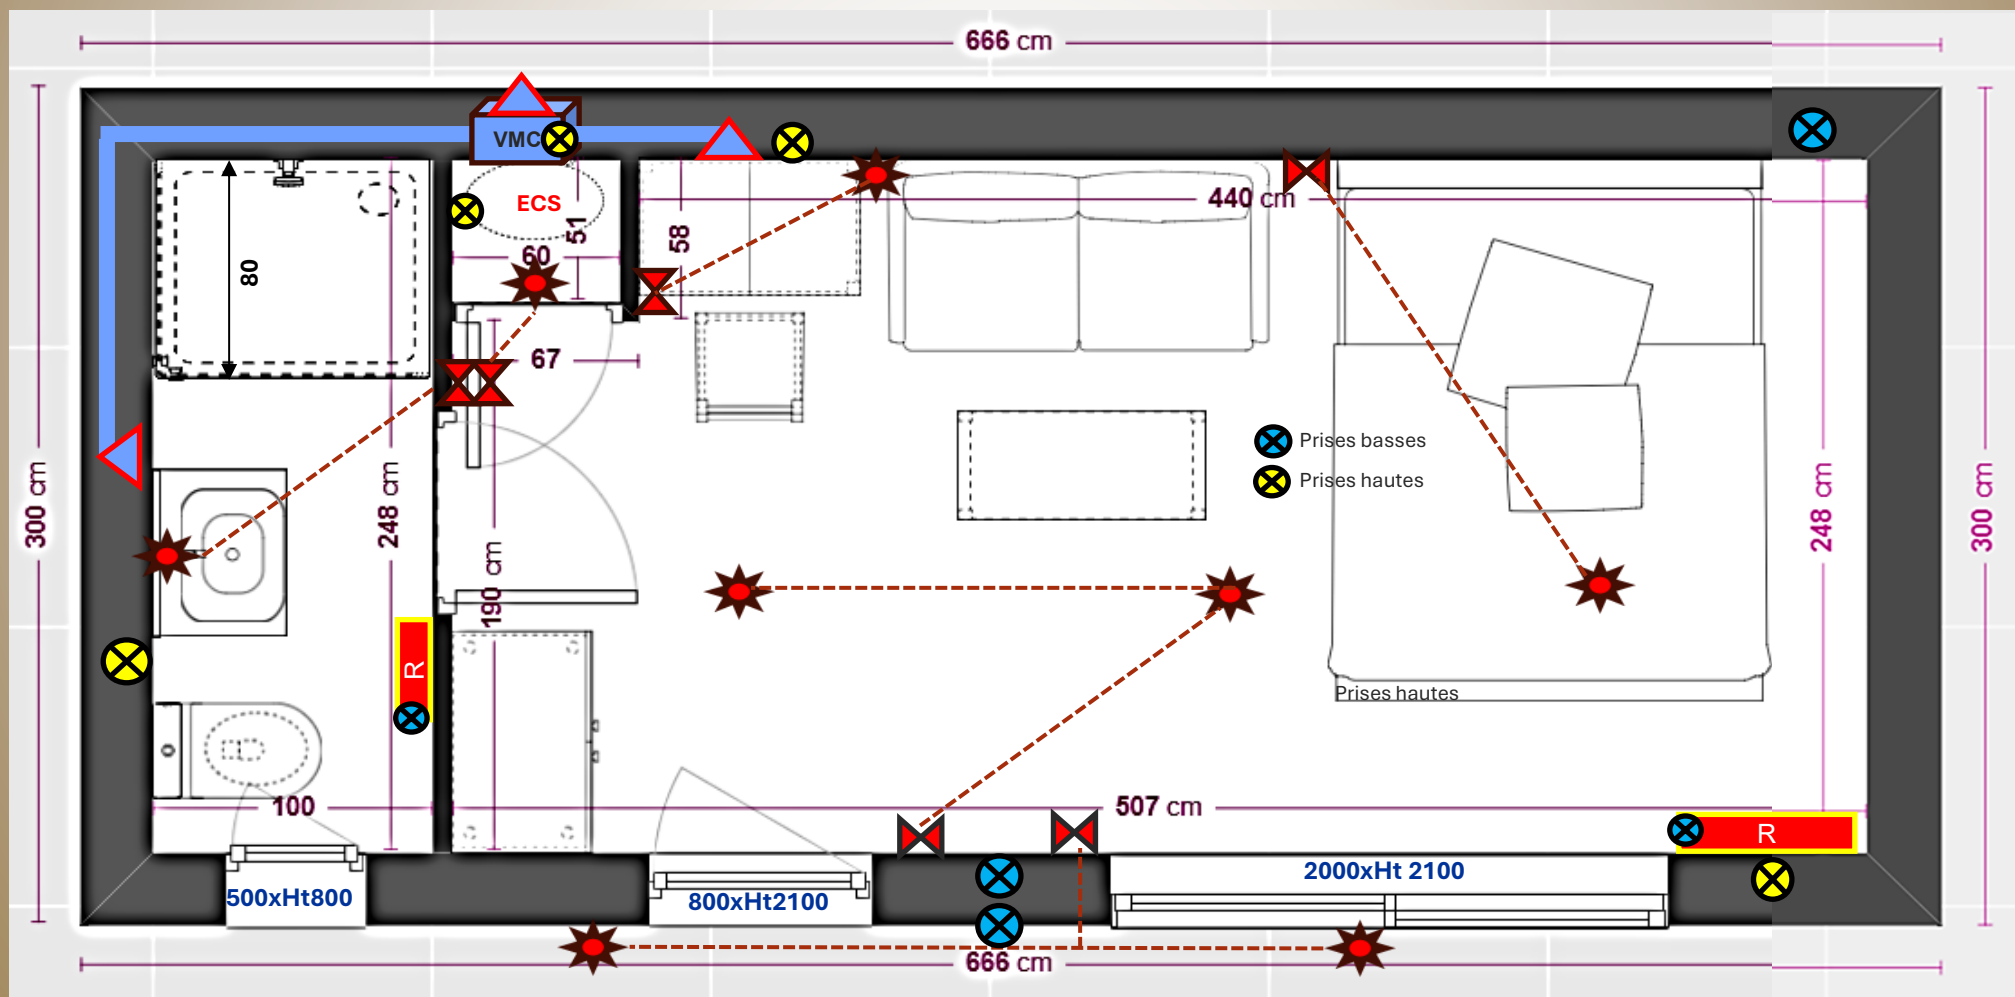 666 cm
VMC
ECS
440 cm
51
58
60
80
67
Prises basses
Prises hautes
300 cm
248 cm
248 cm
300 cm
190 cm
R
Prises hautes
100
507 cm
R
500xHt800
800xHt2100
2000xHt 2100
666 cm